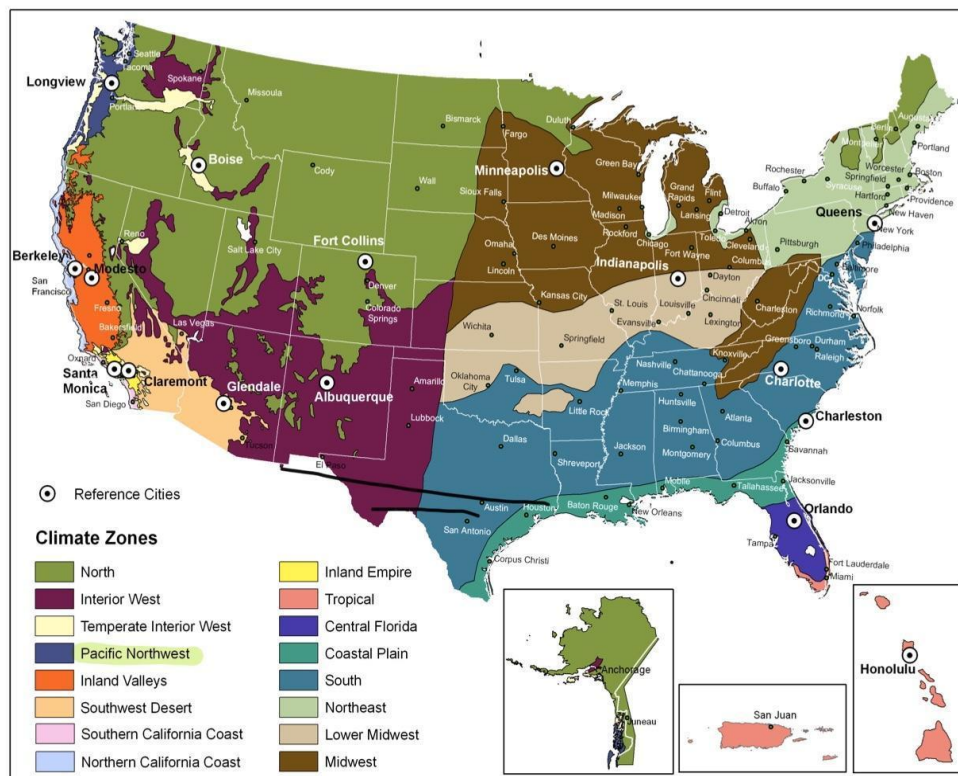 Seattle
Tacoma
Longview
Spokane
Portland
Missoula
Boise
Cody
Bismarck
Fargo
Duluth
Wall
Sioux Falls
Minneapolis
Green Bay
Milwaukee
Madison
Rockford
Chicago
Grand
Rapids
Flint
Lansing
Detroit
Toledo
Fort Wayne
Cleveland
Akron
Columbus
Berlin
Augusta
Montpelier
Portland
Rochester
Buffalo
Syracuse
Worcester
Springfield
Hartford
Boston
Providence
New Haven
Queens
New York
Pittsburgh
Philadelphia
Baltimore
DC
Reno
Salt Lake City
Fort Collins
Denver
Colorado
Springs
Omaha
Lincoln
Des Moines
Indianapolis
Dayton
Cincinnati
Kansas City
St. Louis
Louisville
Evansville
Lexington
Charleston
Richmond
Norfolk
Berkeley
Modesto
San
Francisco
Fresno
Bakersfield
Las Vegas
Oxnard
Santa
Monica
Claremont
San Diego
Glendale
Tucson
Albuquerque
Amarillo
Lubbock
El Paso
Wichita
Springfield
Oklahoma
City
Tulsa
Little Rock
Memphis
Nashville
Knoxville
Chattanooga
Huntsville
Greensboro
Durham
Raleigh
Charlotte
Charleston
Atlanta
Birmingham
Columbus
Montgomery
Jackson
Savannah
Dallas
Shreveport
Austin
Houston
San Antonio
Corpus Christi
Baton Rouge
New Orleans
Mobile
Tallahassee
Jacksonville
Orlando
Tampa
Fort Lauderdale
Miami
Reference Cities
Climate Zones
North
Interior West
Temperate Interior West
Pacific Northwest
Inland Valleys
Southwest Desert
Southern California Coast
Northern California Coast
Inland Empire
Tropical
Central Florida
Coastal Plain
South
Northeast
Lower Midwest
Midwest
Anchorage
Juneau
San Juan
Honolulu